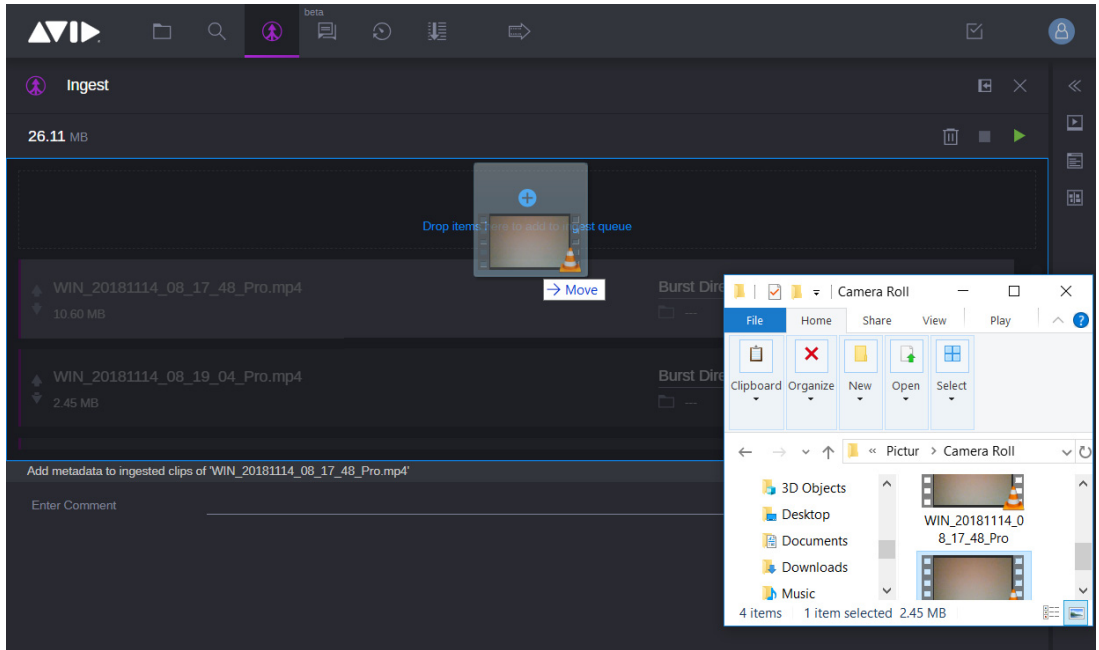 AVID
beta
Ingest
26.11 MB
Drop items here to add to ingest queue
Move
WIN_20181114_08_17_48_Pro.mp4
10.60 MB
Burst Dire
---
WIN_20181114_08_19_04_Pro.mp4
2.45 MB
Burst Dire
---
Add metadata to ingested clips of 'WIN_20181114_08_17_48_Pro.mp4'
Enter Comment
Camera Roll
File Home Share View Play
Clipboard Organize New Open Select
« Pictur > Camera Roll
3D Objects
Desktop
Documents
Downloads
Music
WIN_20181114_0
8_17_48_Pro
4 items 1 item selected 2.45 MB